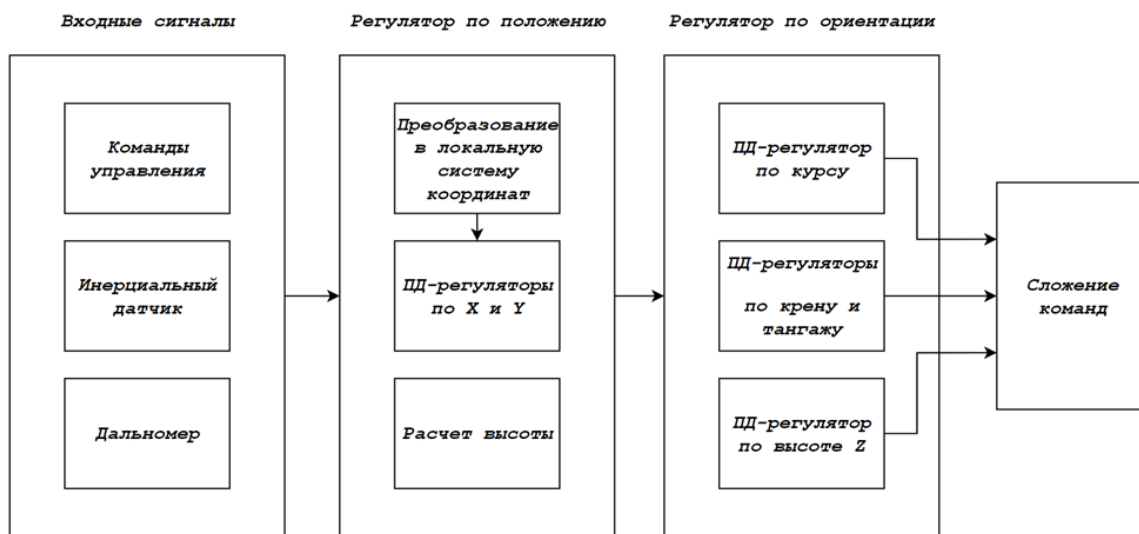 Входные сигналы
Регулятор по положению
Регулятор по ориентации
Команды
управления
Инерциальный
датчик
Дальномер
Преобразование
в локальную
систему
координат
ПД-регуляторы
по X и Y
Расчет высоты
ПД-регулятор
по курсу
ПД-регуляторы
по крену и
тангажу
ПД-регулятор
по высоте Z
Сложение
команд